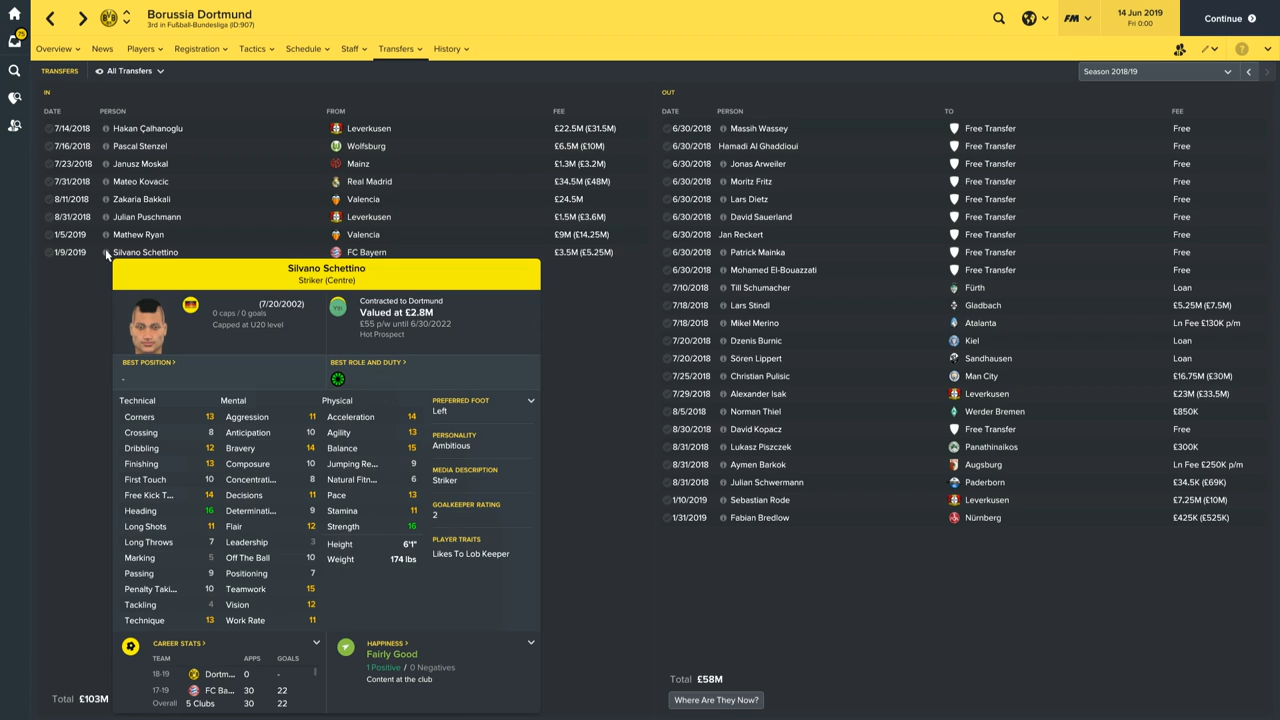 Borussia Dortmund
3rd in Fußball-Bundesliga (ID:907)
FM
14 Jun 2019
Fri 0:00
Continue
75
Overview News Players Registration Tactics Schedule Staff Transfers History
TRANSFERS All Transfers Season 2018/19
IN
DATE PERSON FROM FEE
7/14/2018 Hakan Çalhanoglu Leverkusen £22.5M (£31.5M)
7/16/2018 Pascal Stenzel Wolfsburg £6.5M (£10M)
7/23/2018 Janusz Moskal Mainz £1.3M (£3.2M)
7/31/2018 Mateo Kovacic Real Madrid £34.5M (£48M)
8/11/2018 Zakaria Bakkali Valencia £24.5M
8/31/2018 Julian Puschmann Leverkusen £1.5M (£3.6M)
1/5/2019 Mathew Ryan Valencia £9M (£14.25M)
1/9/2019 Silvano Schettino FC Bayern £3.5M (£5.25M)
Silvano Schettino
Striker (Centre)
(7/20/2002)
0 caps / 0 goals
Capped at U20 level
Contracted to Dortmund
Valued at £2.8M
£55 p/w until 6/30/2022
Hot Prospect
BEST POSITION >
-
BEST ROLE AND DUTY >
Technical Mental Physical
Corners 13 Aggression 11 Acceleration 14
Crossing 8 Anticipation 10 Agility 13
Dribbling 12 Bravery 14 Balance 15
Finishing 13 Composure 10 Jumping Re... 9
First Touch 10 Concentrati... 8 Natural Fitn... 6
Free Kick T... 14 Decisions 11 Pace 13
Heading 16 Determinati... 9 Stamina 11
Long Shots 11 Flair 12 Strength 16
Long Throws 7 Leadership 3 Height 6'1"
Marking 5 Off The Ball 10 Weight 174 lbs
Passing 9 Positioning 7
Penalty Taki... 10 Teamwork 15
Tackling 4 Vision 12
Technique 13 Work Rate 11
PREFERRED FOOT
Left
PERSONALITY
Ambitious
MEDIA DESCRIPTION
Striker
GOALKEEPER RATING
2
PLAYER TRAITS
Likes To Lob Keeper
CAREER STATS >
TEAM APPS GOALS
18-19 Dortm... 0 -
17-19 FC Ba... 30 22
Overall 5 Clubs 30 22
HAPPINESS >
Fairly Good
1 Positive / 0 Negatives
Content at the club
Total £103M
OUT
DATE PERSON TO FEE
6/30/2018 Massih Wassey Free Transfer Free
6/30/2018 Hamadi Al Ghaddioui Free Transfer Free
6/30/2018 Jonas Arweiler Free Transfer Free
6/30/2018 Moritz Fritz Free Transfer Free
6/30/2018 Lars Dietz Free Transfer Free
6/30/2018 David Sauerland Free Transfer Free
6/30/2018 Jan Reckert Free Transfer Free
6/30/2018 Patrick Mainka Free Transfer Free
6/30/2018 Mohamed El-Bouazzati Free Transfer Free
7/10/2018 Till Schumacher Fürth Loan
7/18/2018 Lars Stindl Gladbach £5.25M (£7.5M)
7/18/2018 Mikel Merino Atalanta Ln Fee £130K p/m
7/20/2018 Dzenis Burnic Kiel Loan
7/20/2018 Sören Lippert Sandhausen Loan
7/25/2018 Christian Pulisic Man City £16.75M (£30M)
7/29/2018 Alexander Isak Leverkusen £23M (£33.5M)
8/5/2018 Norman Thiel Werder Bremen £850K
8/30/2018 David Kopacz Free Transfer Free
8/31/2018 Lukasz Piszczek Panathinaikos £300K
8/31/2018 Aymen Barkok Augsburg Ln Fee £250K p/m
8/31/2018 Julian Schwermann Paderborn £34.5K (£69K)
1/10/2019 Sebastian Rode Leverkusen £7.25M (£10M)
1/31/2019 Fabian Bredlow Nürnberg £425K (£525K)
Total £58M
Where Are They Now?